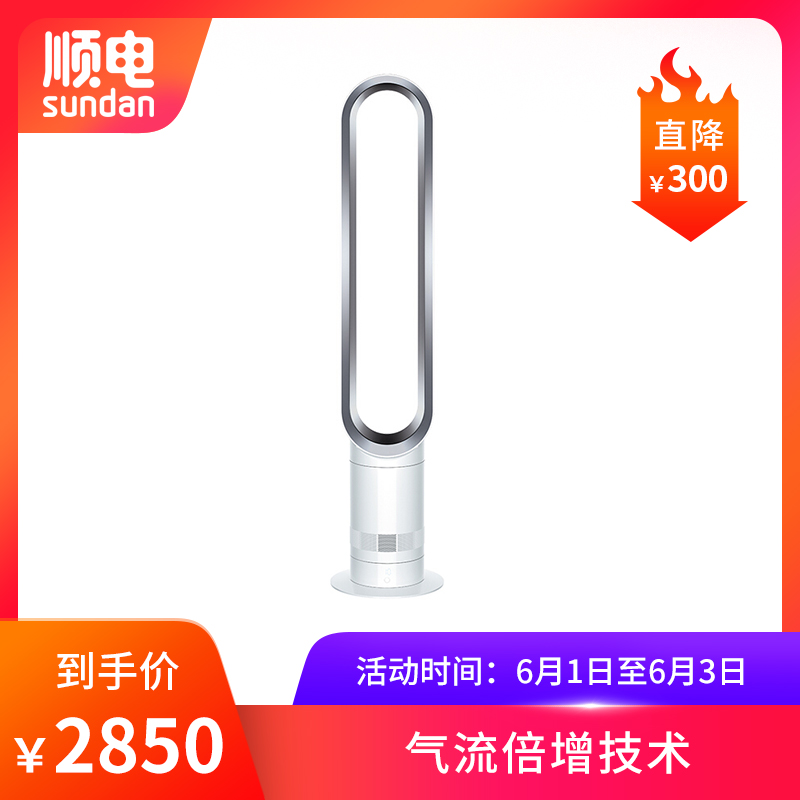 顺电
sundan
直降
¥300
到手价
¥2850
活动时间：6月1日至6月3日
气流倍增技术